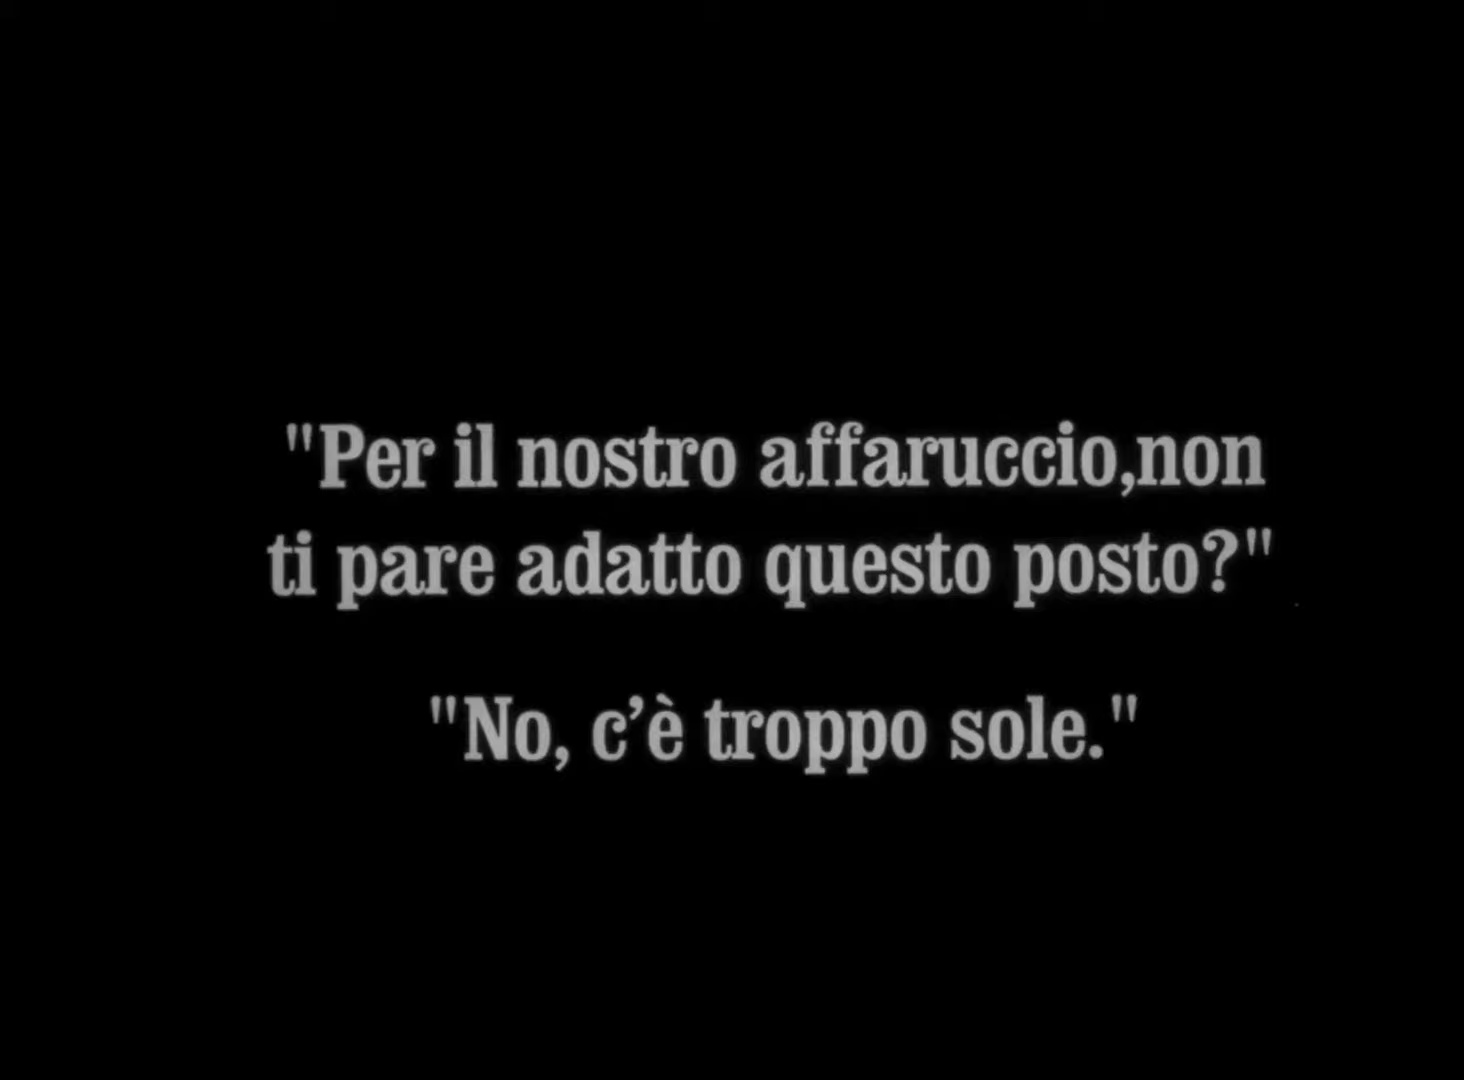 "Per il nostro affaruccio,non
ti pare adatto questo posto?"
"No, c’è troppo sole."